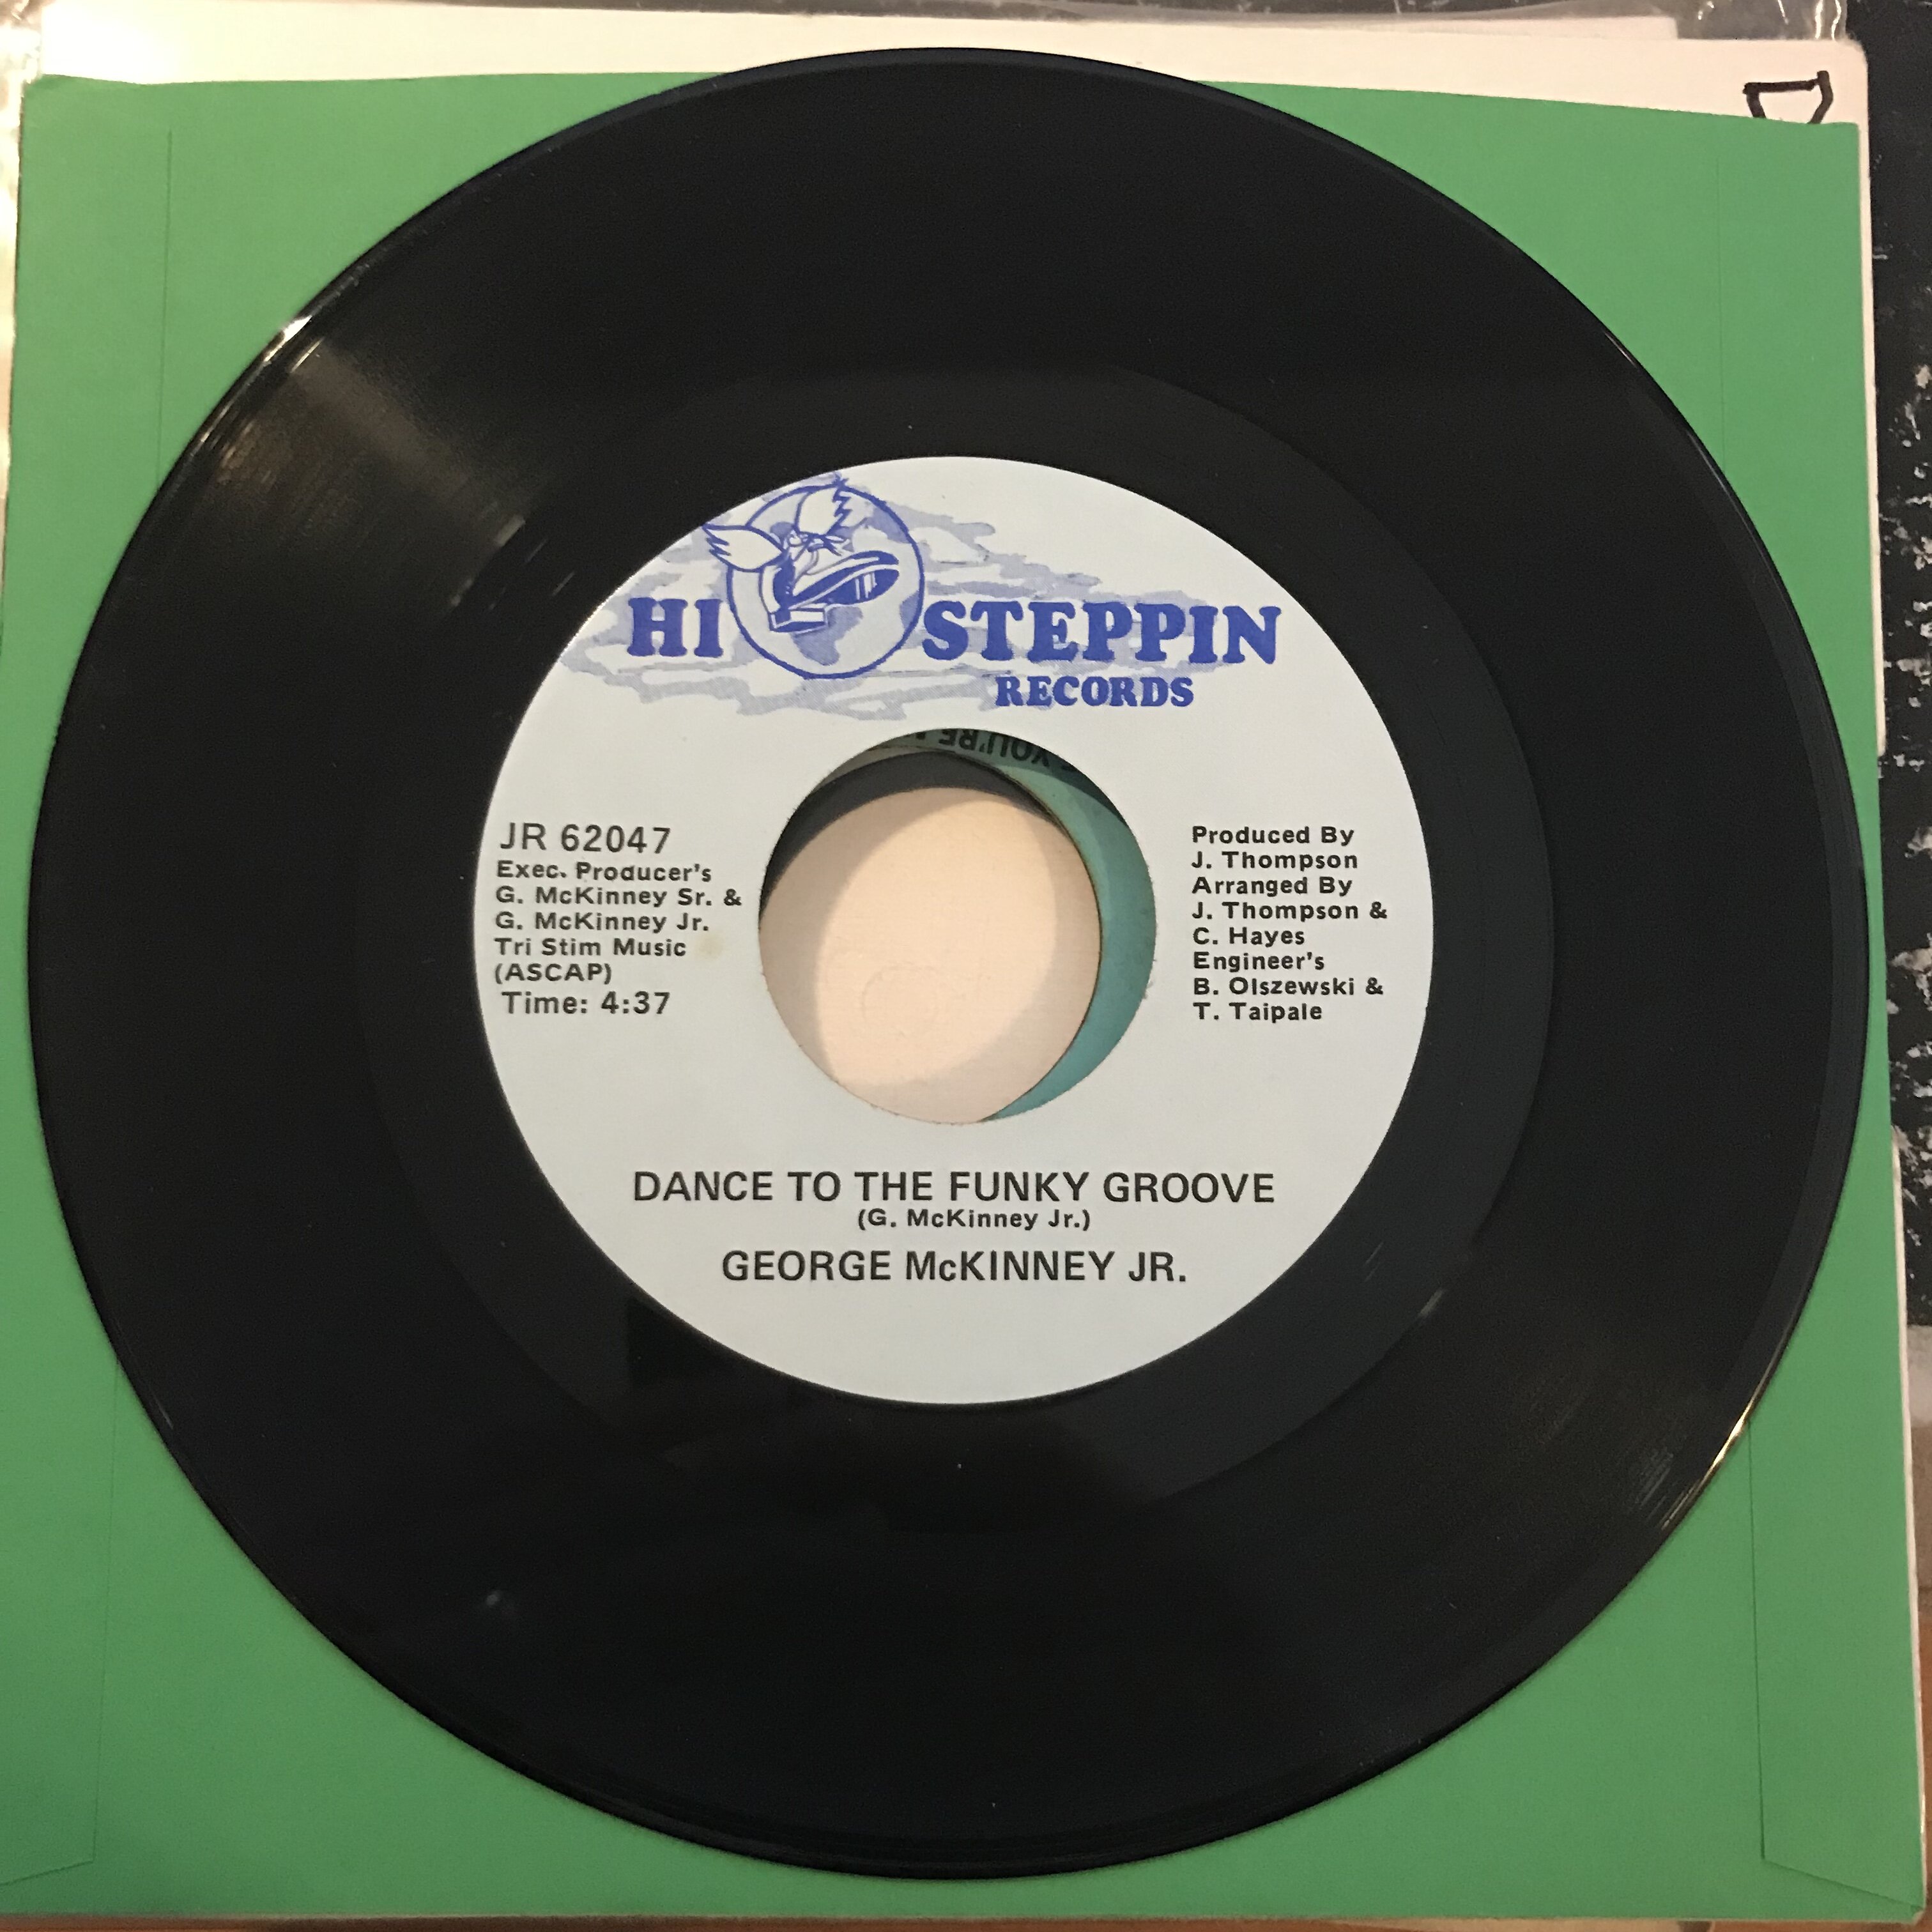 HI STEPPIN
RECORDS
YOU'RE
JR 62047
Exec. Producer's
G. McKinney Sr. &
G. McKinney Jr.
Tri Stim Music
(ASCAP)
Time: 4:37
Produced By
J. Thompson
Arranged By
J. Thompson &
C. Hayes
Engineer's
B. Olszewski &
T. Taipale
DANCE TO THE FUNKY GROOVE
(G. McKinney Jr.)
GEORGE McKINNEY JR.